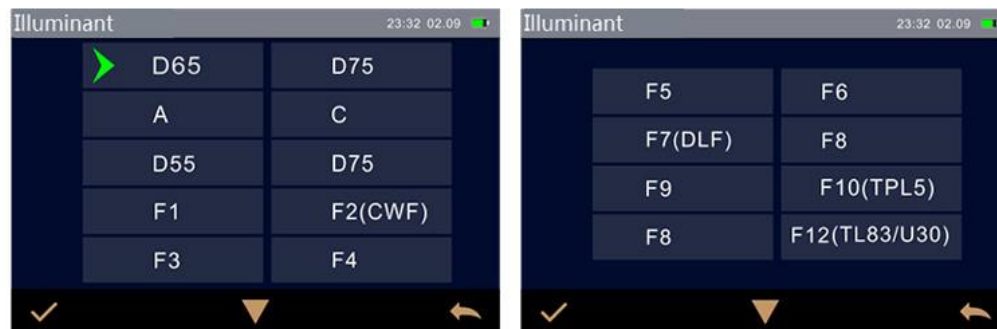 Illuminant 23:32 02.09
D65 D75
A C
D55 D75
F1 F2(CWF)
F3 F4
Illuminant 23:32 02.09
F5 F6
F7(DLF) F8
F9 F10(TPL5)
F8 F12(TL83/U30)